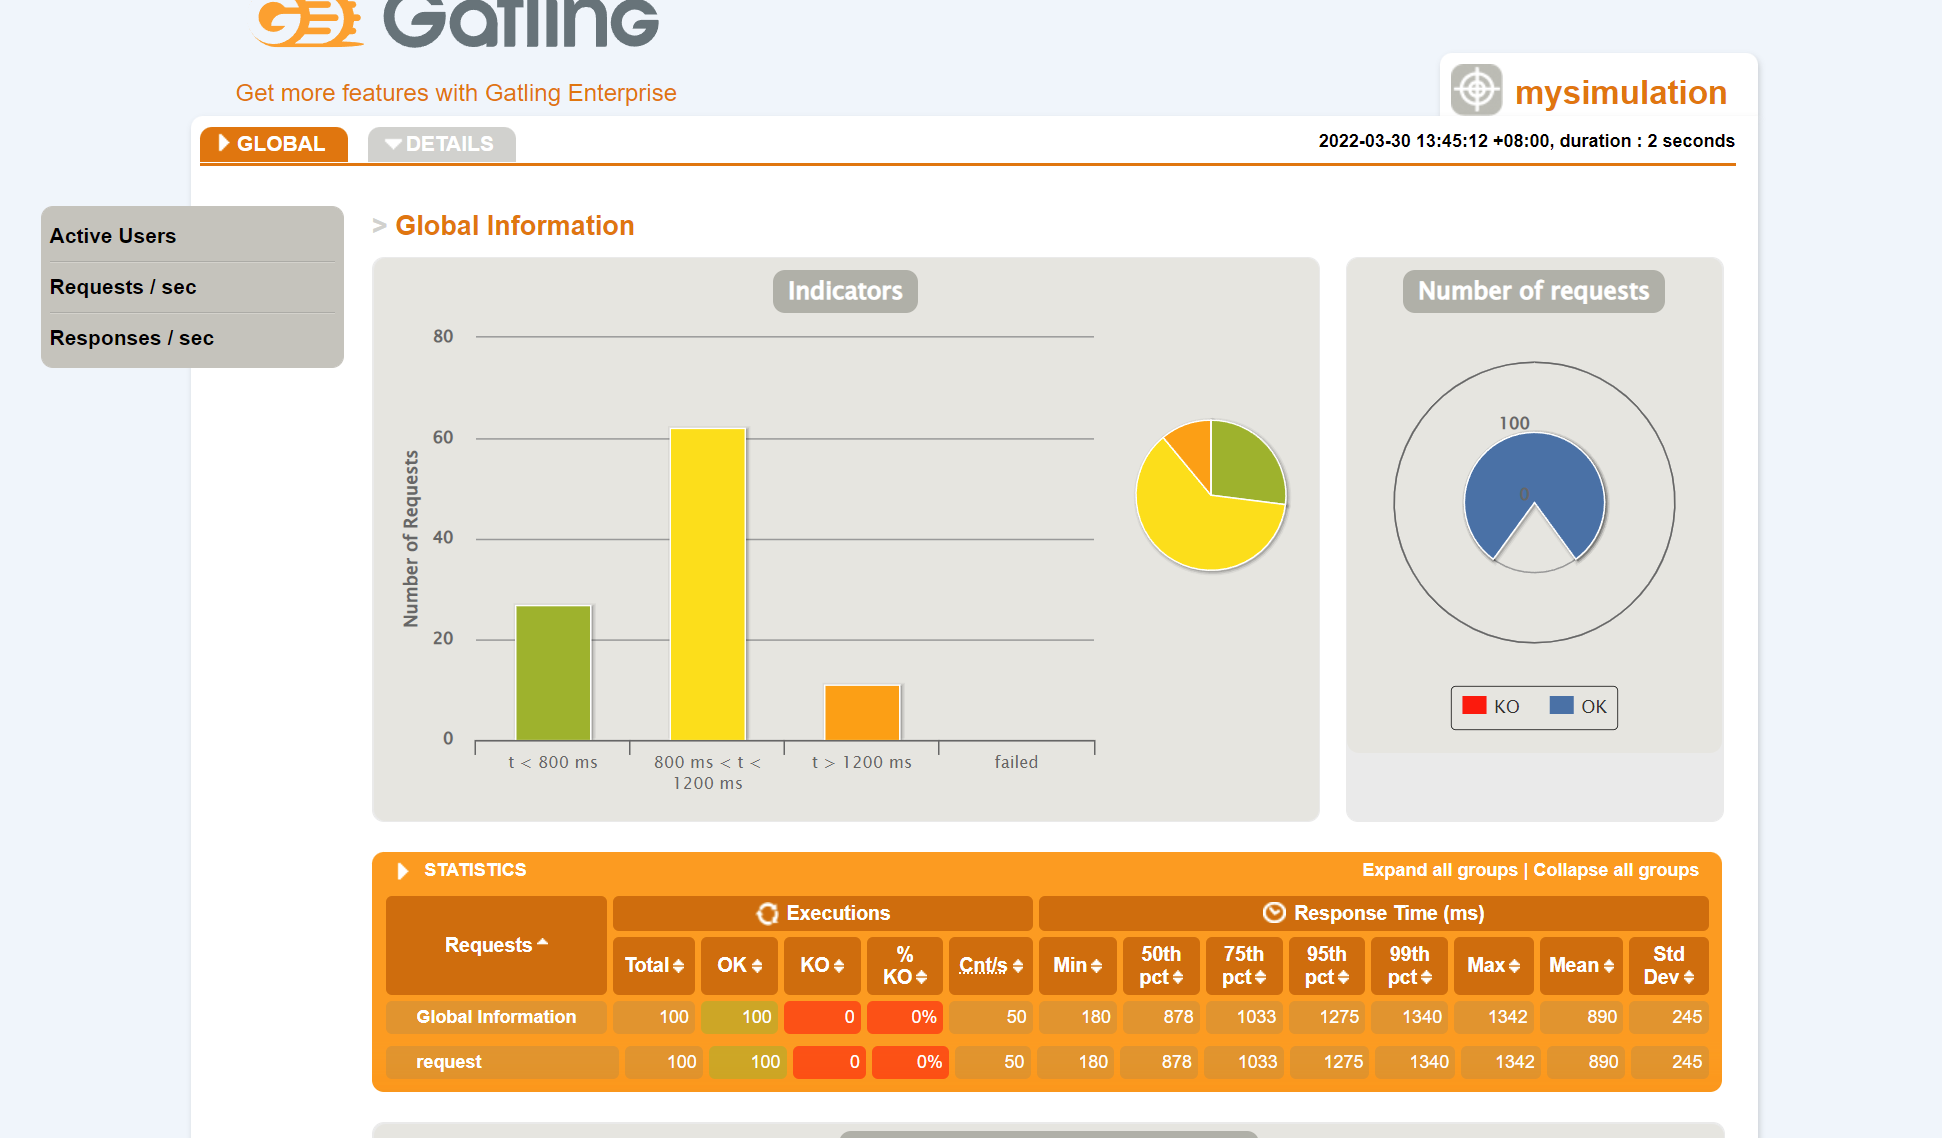 Gatling
Get more features with Gatling Enterprise
mysimulation
GLOBAL
DETAILS
2022-03-30 13:45:12 +08:00, duration : 2 seconds
Active Users
Requests / sec
Responses / sec
> Global Information
Indicators
Number of Requests
80
60
40
20
0
t < 800 ms
800 ms < t <
1200 ms
t > 1200 ms
failed
Number of requests
100
0
KO
OK
STATISTICS
Expand all groups | Collapse all groups
Requests
Executions
Response Time (ms)
Total
OK
KO
%
KO
Cnt/s
Min
50th
pct
75th
pct
95th
pct
99th
pct
Max
Mean
Std
Dev
Global Information 100 100 0 0% 50 180 878 1033 1275 1340 1342 890 245
request 100 100 0 0% 50 180 878 1033 1275 1340 1342 890 245